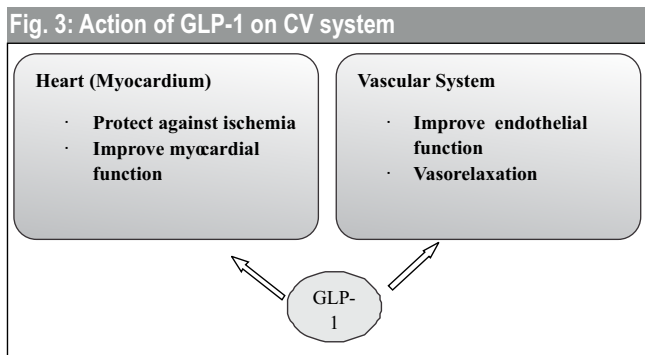 Fig. 3: Action of GLP-1 on CV system
Heart (Myocardium)
· Protect against ischemia
· Improve myocardial
function
Vascular System
· Improve endothelial
function
· Vasorelaxation
GLP-
1